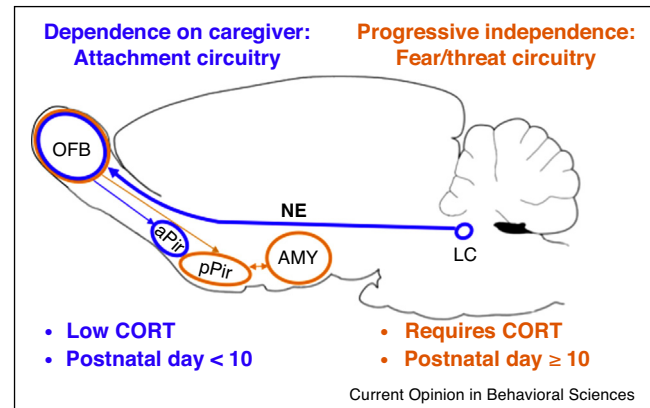 Dependence on caregiver:
Attachment circuitry
Progressive independence:
Fear/threat circuitry
OFB
NE
aPir
pPir
AMY
LC
• Low CORT
• Postnatal day < 10
• Requires CORT
• Postnatal day ≥ 10
Current Opinion in Behavioral Sciences